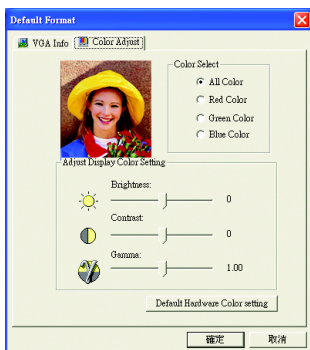 Default Format
VGA Info
Color Adjust
Color Select
All Color
Red Color
Green Color
Blue Color
Adjust Display Color Setting
Brightness:
0
Contrast:
0
Gamma:
1.00
Default Hardware Color setting
確定
取消